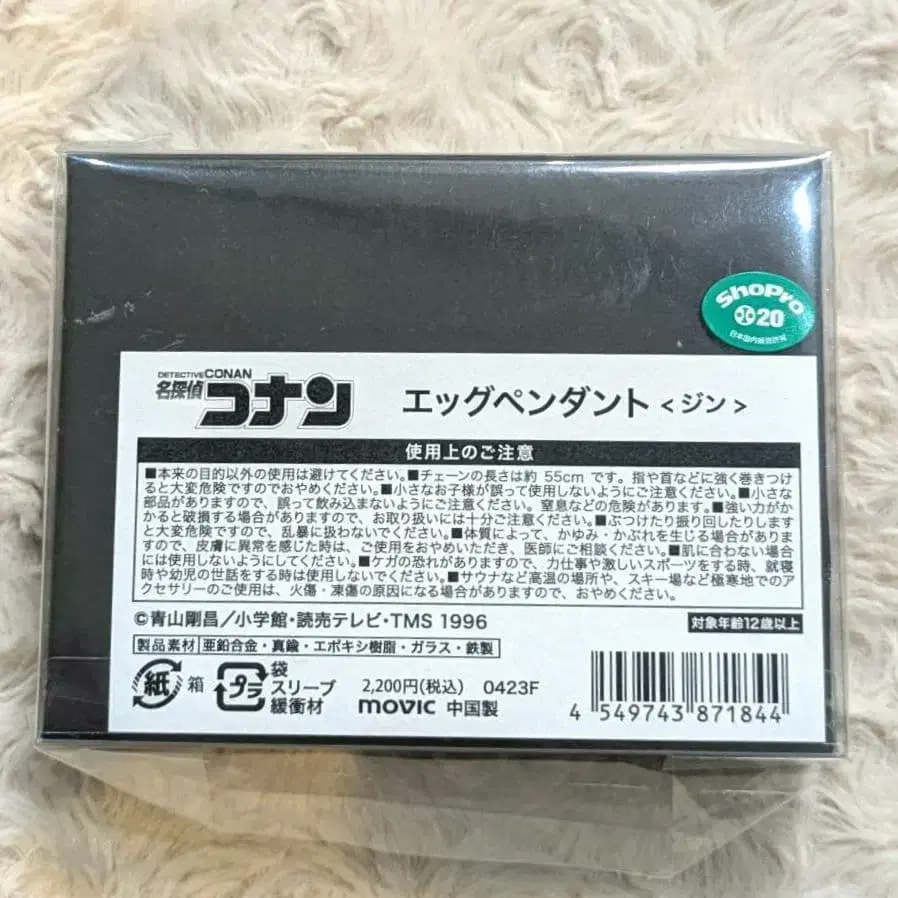 ShoPro
20
日本国内販売許諾
DETECTIVE CONAN
名探偵コナン
エッグペンダント <ジン>
使用上のご注意
■本来の目的以外の使用は避けてください。■チェーンの長さは約 55cm です。指や首などに強く巻きつけ
ると大変危険ですのでおやめください。■小さなお子様が誤って使用しないようにご注意ください。■小さな
部品がありますので、誤って飲み込まないようにご注意ください。窒息などの危険があります。■強い力がか
かると破損する場合がありますので、お取り扱いには十分ご注意ください。■ぶつけたり振り回したりします
と大変危険ですので、乱暴に扱わないでください。■体質によって、かゆみ・かぶれを生じる場合があります
ので、皮膚に異常を感じた時は、ご使用をおやめいただき、医師にご相談ください。■肌に合わない場合
には使用しないようにしてください。■ケガの恐れがありますので、力仕事や激しいスポーツをする時、就寝
時や幼児の世話をする時は使用しないでください。■サウナなど高温の場所や、スキー場など極寒地でのア
クセサリーのご使用は、火傷・凍傷の原因になる場合がありますので、おやめください。
©青山剛昌/小学館・読売テレビ・TMS 1996
対象年齢12歳以上
製品素材 亜鉛合金・真鍮・エポキシ樹脂・ガラス・鉄製
紙 箱
プラ 袋
スリーブ
緩衝材
2,200円(税込) 0423F
movic 中国製
4 549743 871844